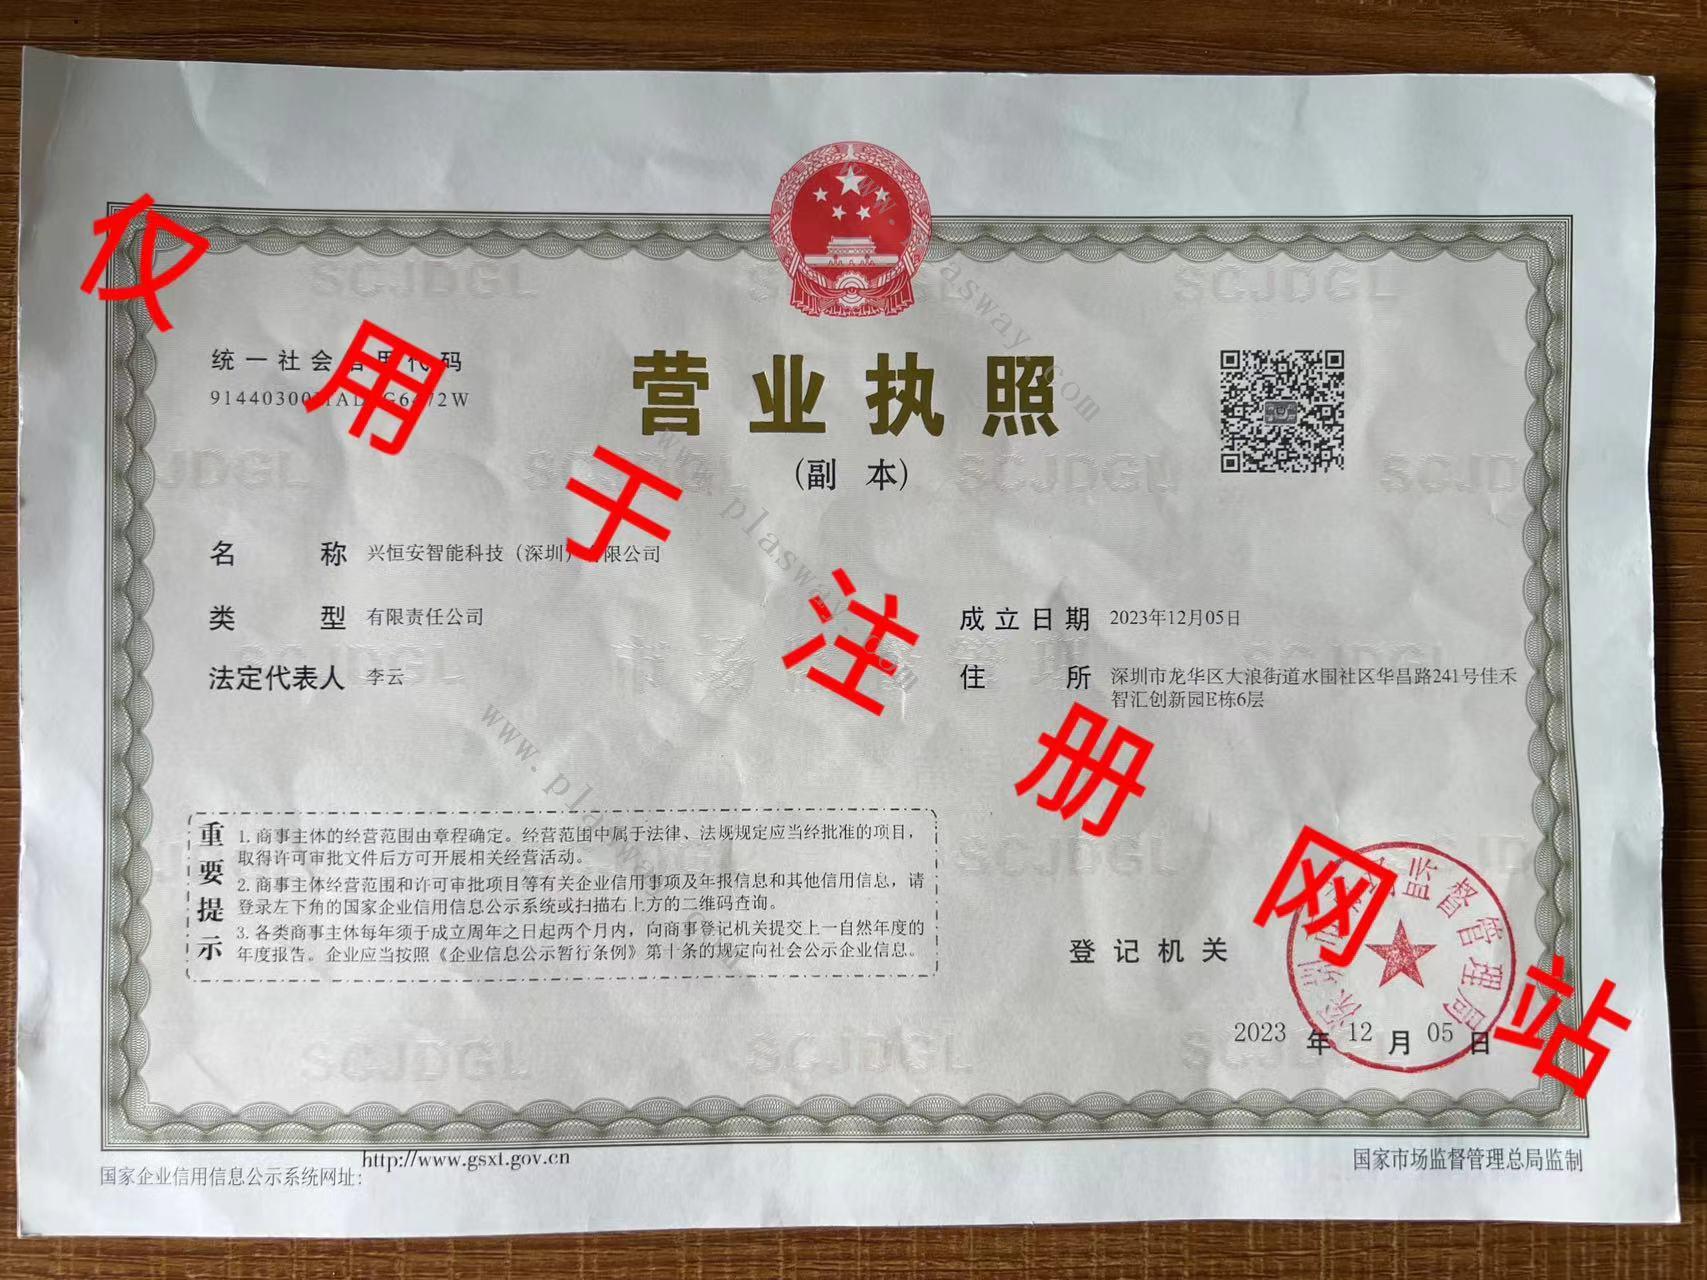 统一社会用代码
营业执照
(副 本)
名 称 兴恒安智能科技（深圳）有限公司
类 型 有限责任公司
法定代表人 李云
成立日期 2023年12月05日
住 所 深圳市龙华区大浪街道水围社区华昌路241号佳禾
智汇创新园E栋6层
重要提示
1. 商事主体的经营范围由章程确定。经营范围中属于法律、法规规定应当经批准的项目，
取得许可审批文件后方可开展相关经营活动。
2. 商事主体经营范围和许可审批项目等有关企业信用事项及年报信息和其他信用信息，请
登录左下角的国家企业信用信息公示系统或扫描右上方的二维码查询。
3. 各类商事主体每年须于成立周年之日起两个月内，向商事登记机关提交上一自然年度的
年度报告。企业应当按照《企业信息公示暂行条例》第十条的规定向社会公示企业信息。
登记机关
2023 年 12 月 05 日
国家企业信用信息公示系统网址:
http://www.gsxt.gov.cn
国家市场监督管理总局监制
仅用于注册网站
www.plasway.com
www.plasway.com
www.plasway.com
SCJDGL